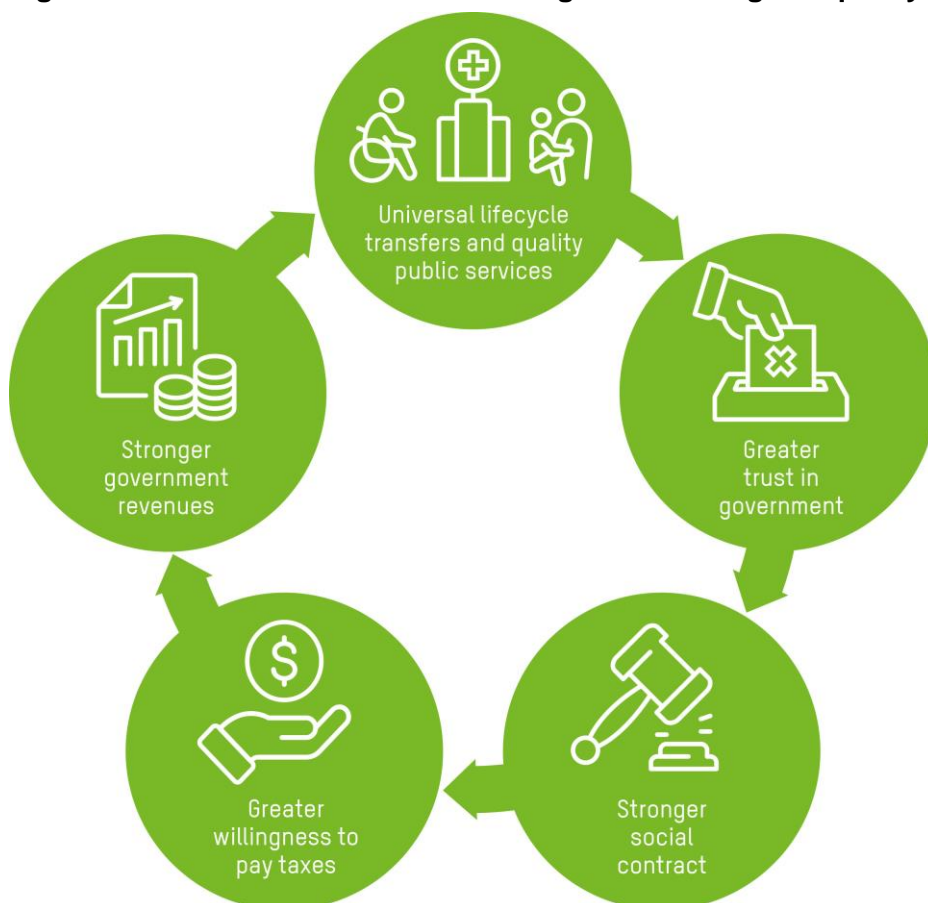 Universal lifecycle
transfers and quality
public services
Greater
trust in
government
Stronger
social
contract
Greater
willingness to
pay taxes
Stronger
government
revenues
$